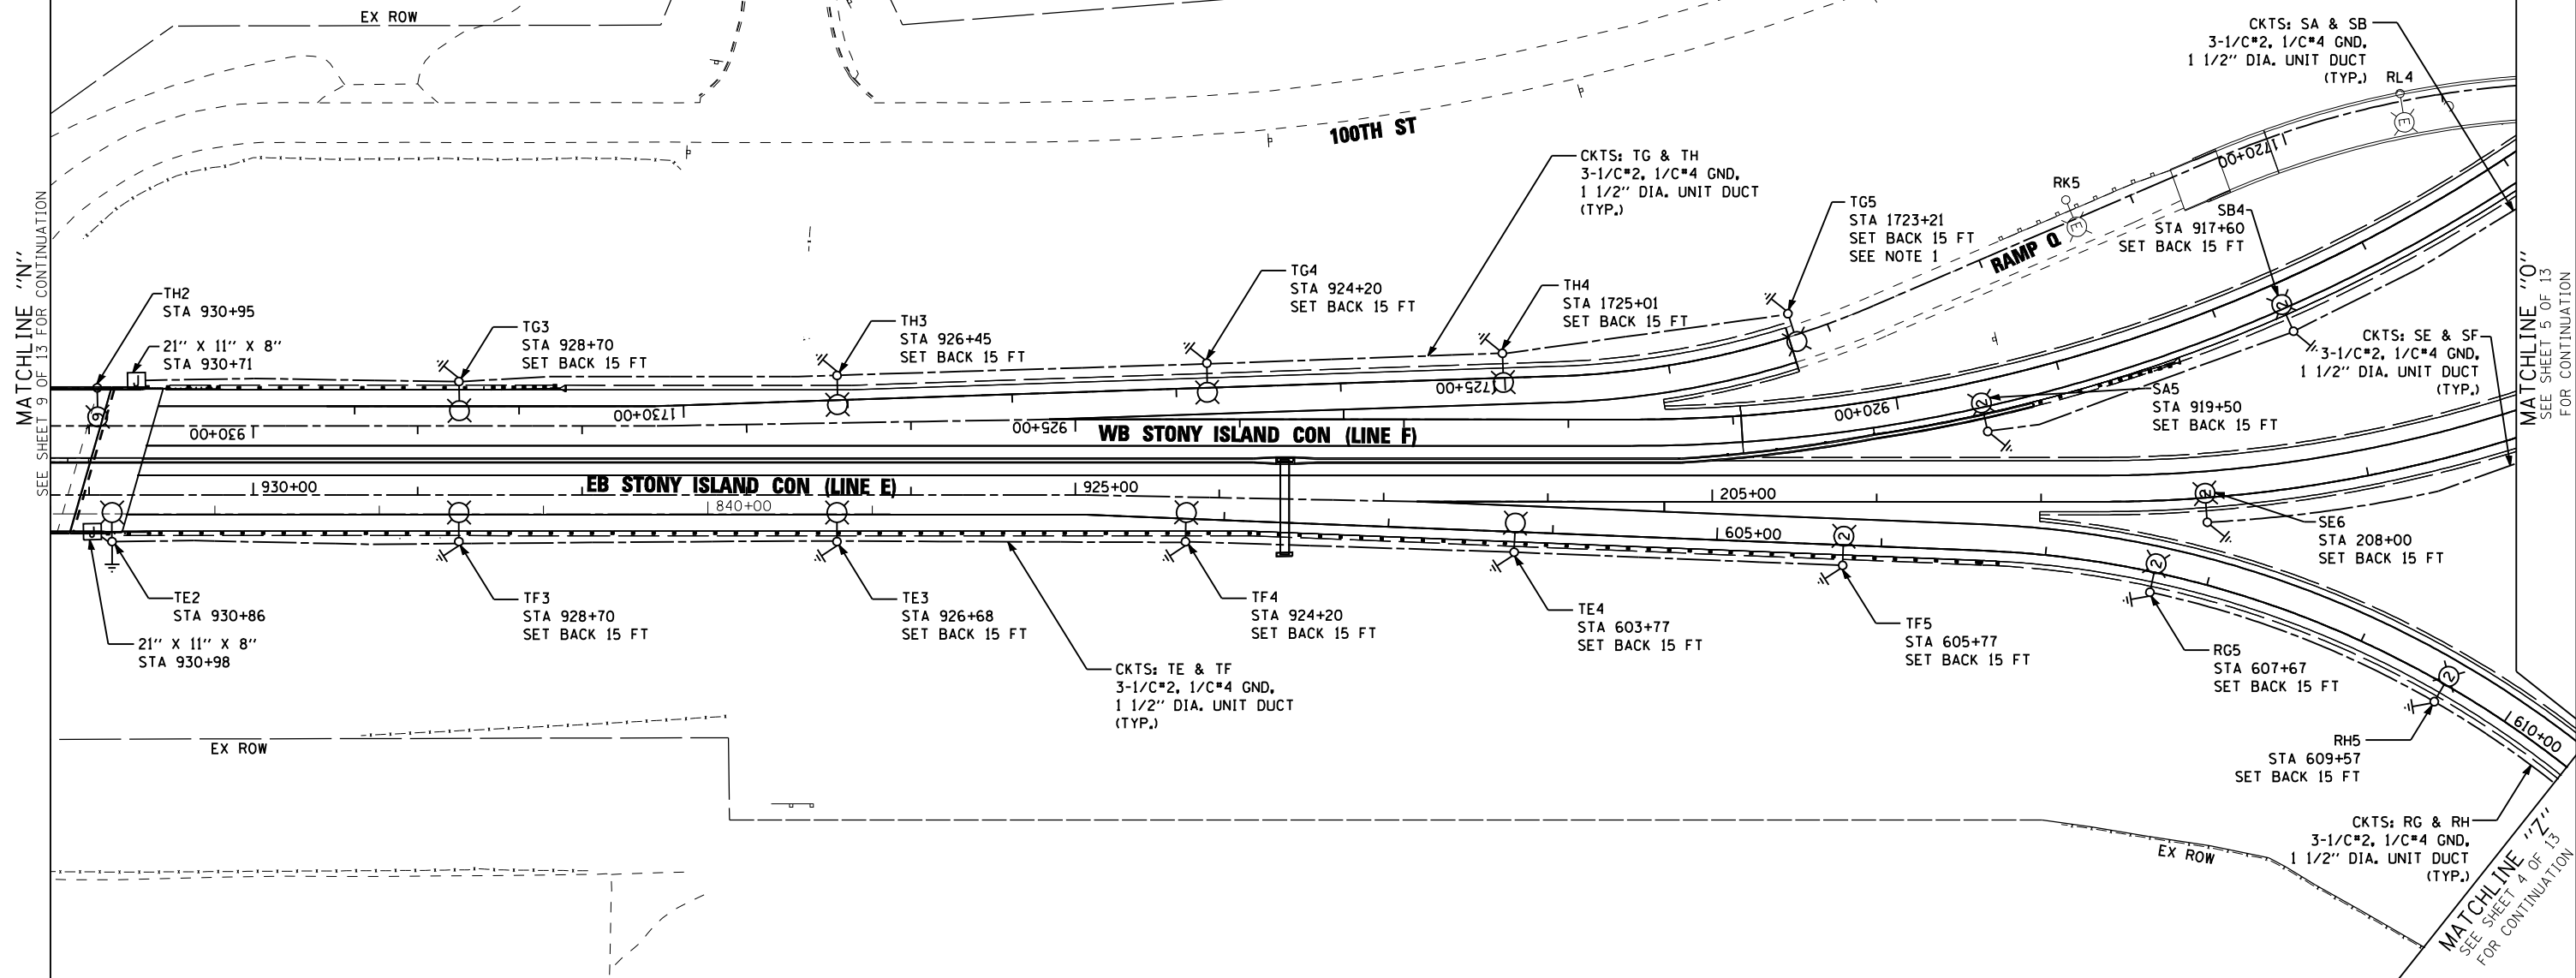 EX ROW
100TH ST
CKTS: SA & SB
3-1/C#2, 1/C#4 GND,
1 1/2" DIA. UNIT DUCT
(TYP.)
RL4
CKTS: TG & TH
3-1/C#2, 1/C#4 GND,
1 1/2" DIA. UNIT DUCT
(TYP.)
TG5
STA 1723+21
SET BACK 15 FT
SEE NOTE 1
RK5
E
E
1720+00
RAMP Q
SB4
STA 917+60
SET BACK 15 FT
MATCHLINE "N"
SEE SHEET 9 OF 13 FOR CONTINUATION
TH2
STA 930+95
21" X 11" X 8"
STA 930+71
J
TG3
STA 928+70
SET BACK 15 FT
TH3
STA 926+45
SET BACK 15 FT
TG4
STA 924+20
SET BACK 15 FT
TH4
STA 1725+01
SET BACK 15 FT
CKTS: SE & SF
3-1/C#2, 1/C#4 GND,
1 1/2" DIA. UNIT DUCT
(TYP.)
MATCHLINE "O"
SEE SHEET 5 OF 13
FOR CONTINUATION
2
2
SA5
STA 919+50
SET BACK 15 FT
930+00
1730+00
925+00
1725+00
920+00
WB STONY ISLAND CON (LINE F)
930+00
EB STONY ISLAND CON (LINE E)
840+00
925+00
205+00
605+00
2
2
2
2
SE6
STA 208+00
SET BACK 15 FT
J
TE2
STA 930+86
21" X 11" X 8"
STA 930+98
TF3
STA 928+70
SET BACK 15 FT
TE3
STA 926+68
SET BACK 15 FT
TF4
STA 924+20
SET BACK 15 FT
TE4
STA 603+77
SET BACK 15 FT
TF5
STA 605+77
SET BACK 15 FT
RG5
STA 607+67
SET BACK 15 FT
CKTS: TE & TF
3-1/C#2, 1/C#4 GND,
1 1/2" DIA. UNIT DUCT
(TYP.)
610+00
RH5
STA 609+57
SET BACK 15 FT
EX ROW
CKTS: RG & RH
3-1/C#2, 1/C#4 GND,
1 1/2" DIA. UNIT DUCT
(TYP.)
EX ROW
MATCHLINE "Z"
SEE SHEET 4 OF 13
FOR CONTINUATION